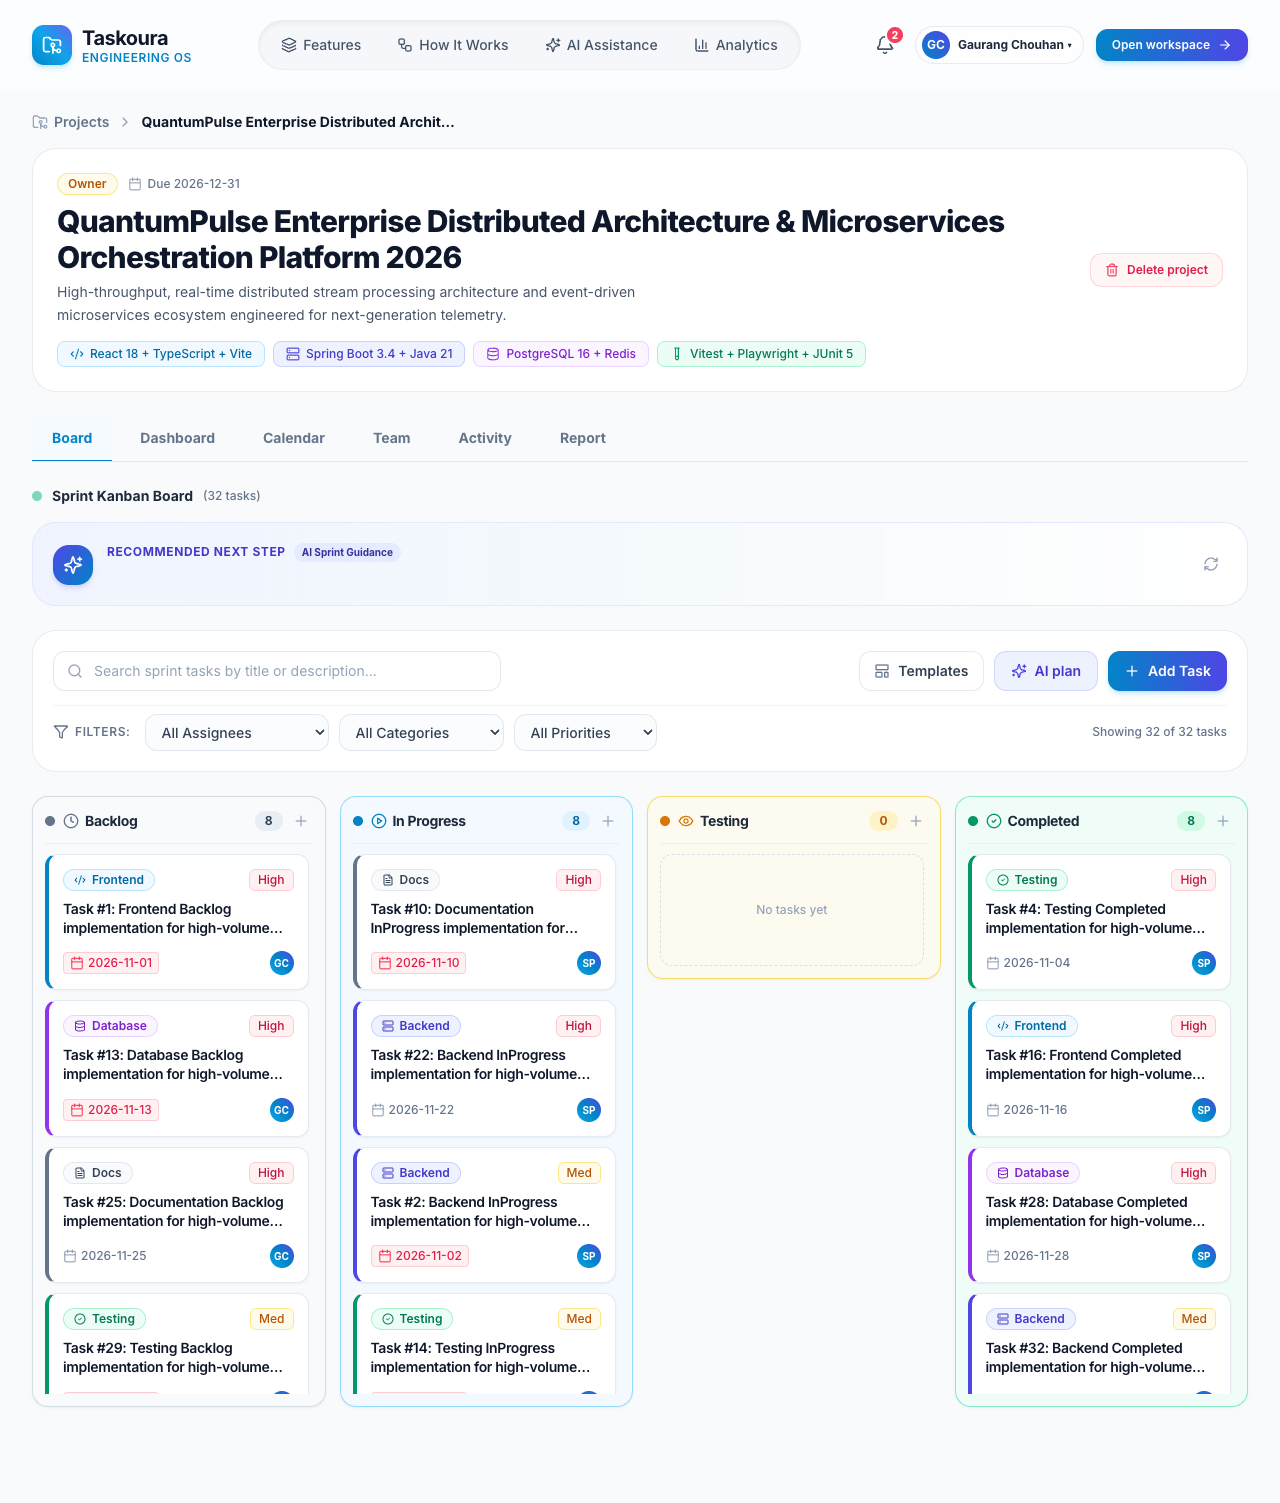 Taskoura
ENGINEERING OS
Features
How It Works
AI Assistance
Analytics
2
GC
Gaurang Chouhan
Open workspace
Projects
QuantumPulse Enterprise Distributed Archit...
Owner
Due 2026-12-31
QuantumPulse Enterprise Distributed Architecture & Microservices
Orchestration Platform 2026
Delete project
High-throughput, real-time distributed stream processing architecture and event-driven
microservices ecosystem engineered for next-generation telemetry.
React 18 + TypeScript + Vite
Spring Boot 3.4 + Java 21
PostgreSQL 16 + Redis
Vitest + Playwright + JUnit 5
Board
Dashboard
Calendar
Team
Activity
Report
Sprint Kanban Board
(32 tasks)
RECOMMENDED NEXT STEP
AI Sprint Guidance
Search sprint tasks by title or description...
Templates
AI plan
Add Task
FILTERS:
All Assignees
All Categories
All Priorities
Showing 32 of 32 tasks
Backlog
8
Frontend
High
Task #1: Frontend Backlog
implementation for high-volume...
2026-11-01
GC
Database
High
Task #13: Database Backlog
implementation for high-volume...
2026-11-13
GC
Docs
High
Task #25: Documentation Backlog
implementation for high-volume...
2026-11-25
GC
Testing
Med
Task #29: Testing Backlog
implementation for high-volume...
In Progress
8
Docs
High
Task #10: Documentation
InProgress implementation for...
2026-11-10
SP
Backend
High
Task #22: Backend InProgress
implementation for high-volume...
2026-11-22
SP
Backend
Med
Task #2: Backend InProgress
implementation for high-volume...
2026-11-02
SP
Testing
Med
Task #14: Testing InProgress
implementation for high-volume...
Testing
0
No tasks yet
Completed
8
Testing
High
Task #4: Testing Completed
implementation for high-volume...
2026-11-04
SP
Frontend
High
Task #16: Frontend Completed
implementation for high-volume...
2026-11-16
SP
Database
High
Task #28: Database Completed
implementation for high-volume...
2026-11-28
SP
Backend
Med
Task #32: Backend Completed
implementation for high-volume...